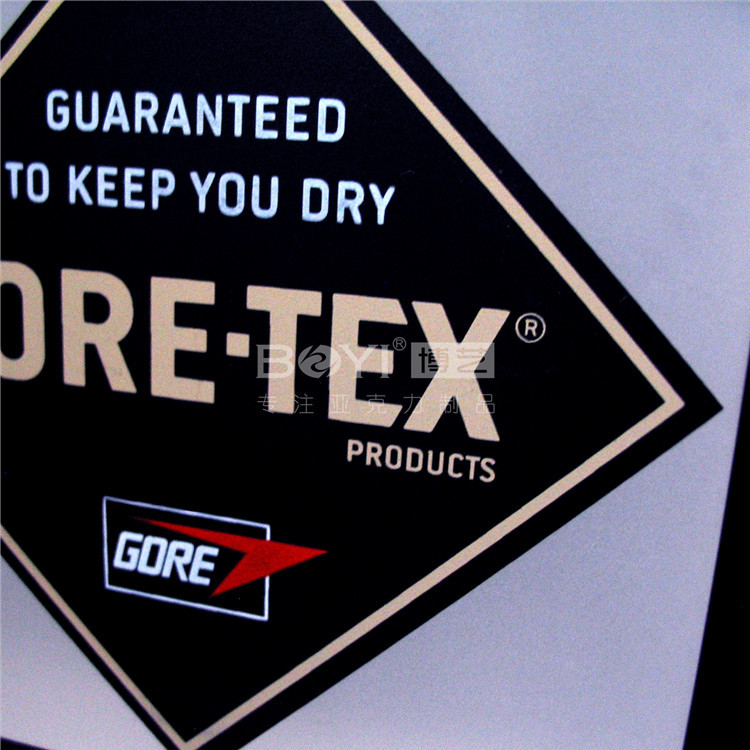 GUARANTEED
TO KEEP YOU DRY
ORE-TEX®
BOYI® 博艺
专注亚克力制品
PRODUCTS
GORE